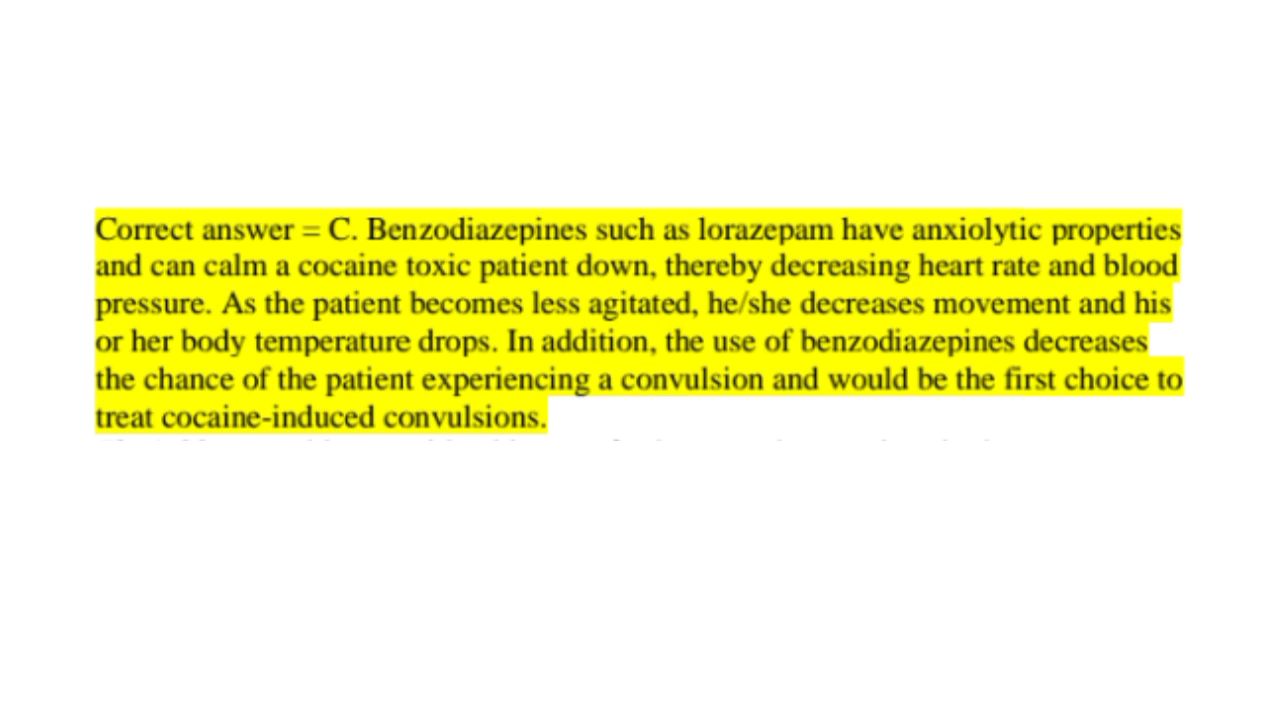 Correct answer = C. Benzodiazepines such as lorazepam have anxiolytic properties
and can calm a cocaine toxic patient down, thereby decreasing heart rate and blood
pressure. As the patient becomes less agitated, he/she decreases movement and his
or her body temperature drops. In addition, the use of benzodiazepines decreases
the chance of the patient experiencing a convulsion and would be the first choice to
treat cocaine-induced convulsions.